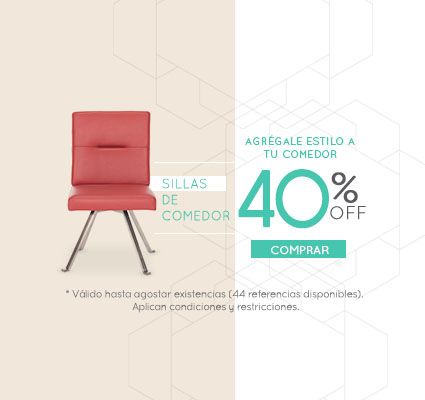 AGRÉGALE ESTILO A
TU COMEDOR
SILLAS
DE
COMEDOR
40%
OFF
COMPRAR
* Válido hasta agostar existencias (44 referencias disponibles).
Aplican condiciones y restricciones.